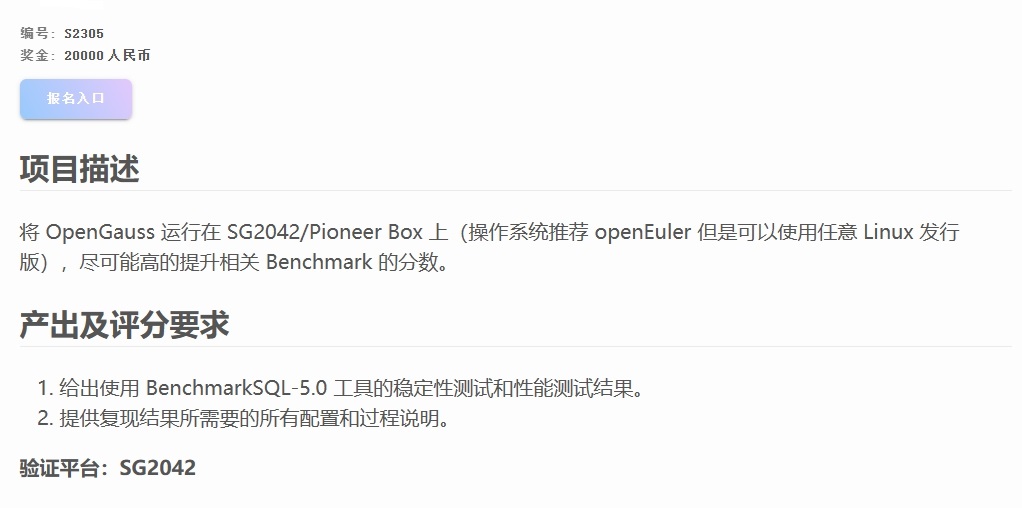 编号：S2305
奖金：20000 人民币
报名入口
项目描述
将 OpenGauss 运行在 SG2042/Pioneer Box 上（操作系统推荐 openEuler 但是可以使用任意 Linux 发行
版），尽可能高的提升相关 Benchmark 的分数。
产出及评分要求
1. 给出使用 BenchmarkSQL-5.0 工具的稳定性测试和性能测试结果。
2. 提供复现结果所需要的所有配置和过程说明。
验证平台：SG2042